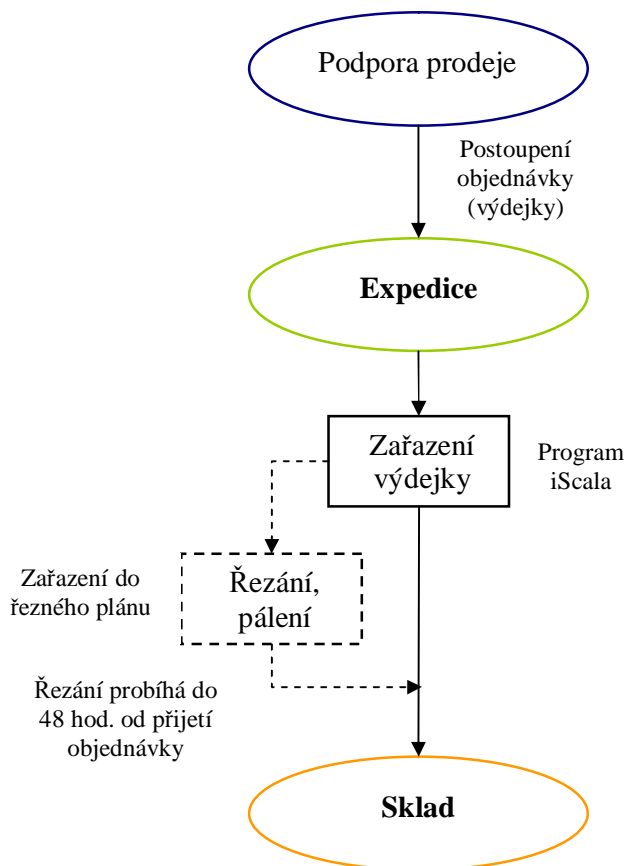 Podpora prodeje
Postoupení
objednávky
(výdejky)
Expedice
Zařazení
výdejky
Program
iScala
Zařazení do
řezného plánu
Řezání,
pálení
Řezání probíhá do
48 hod. od přijetí
objednávky
Sklad